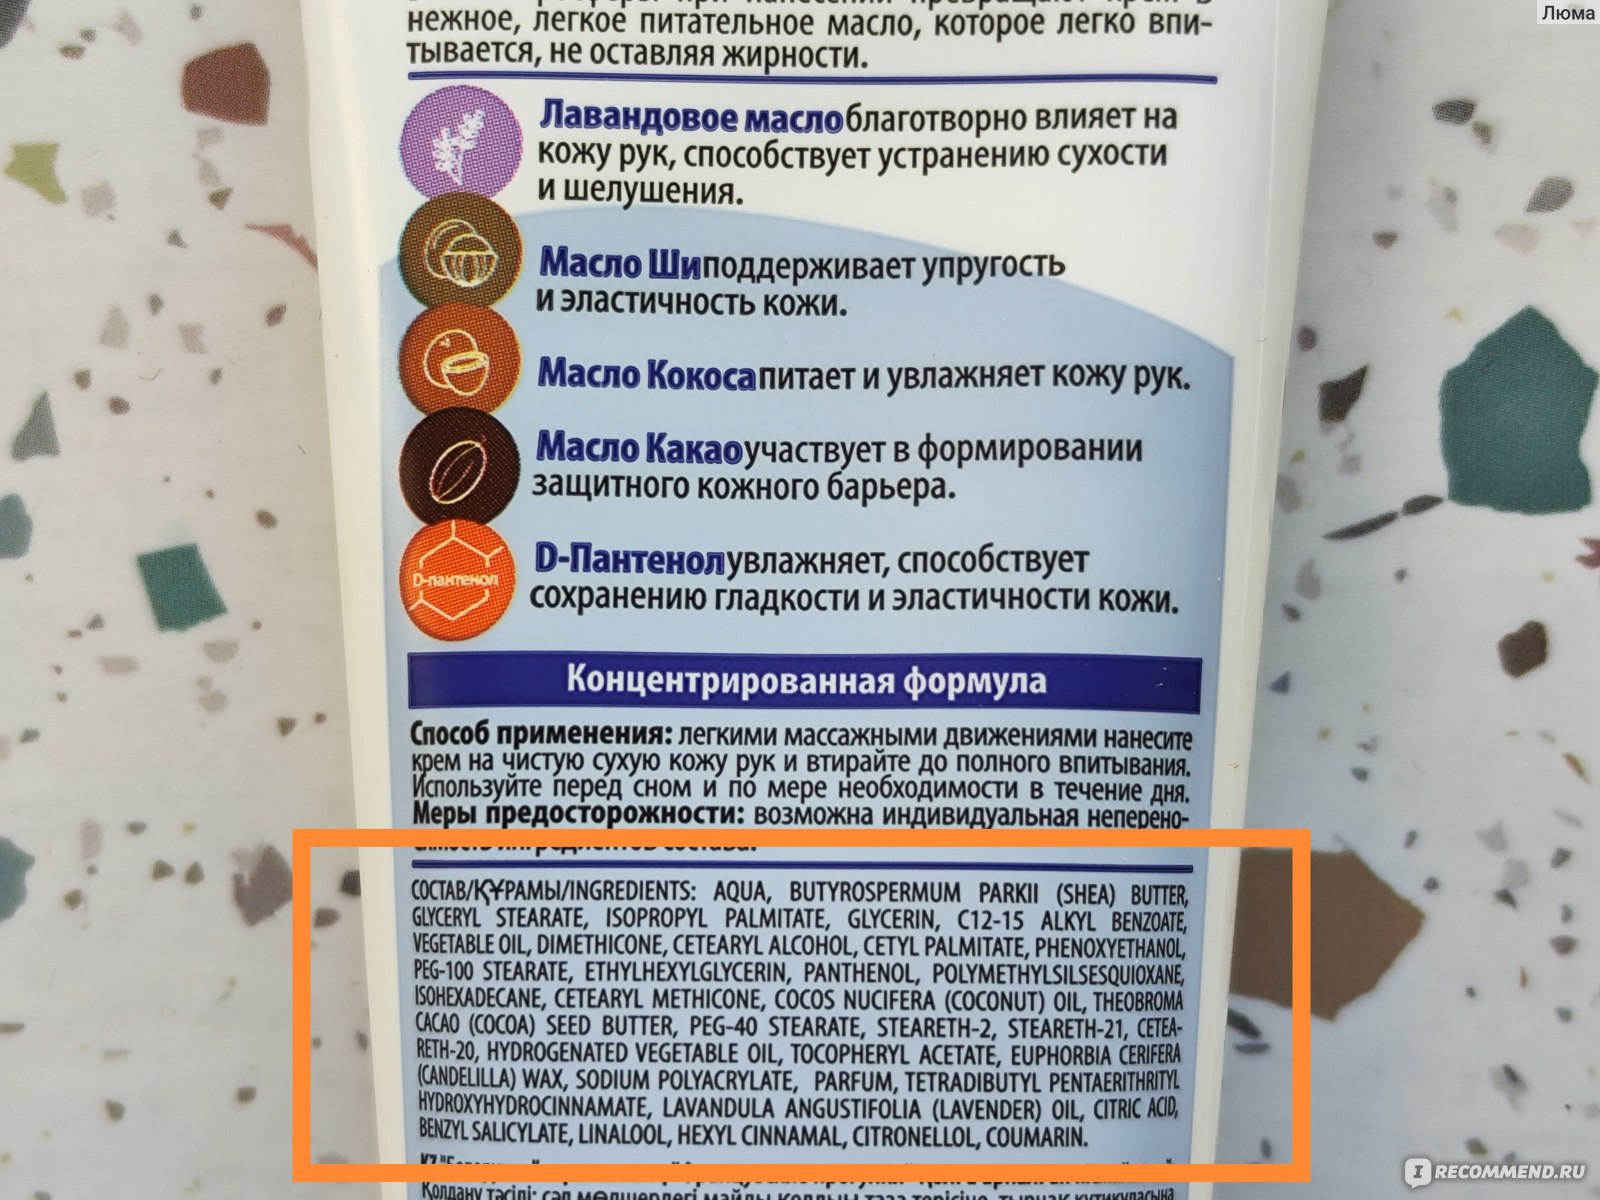 Люма
нежное, легкое питательное масло, которое легко впи-
тывается, не оставляя жирности.
Лавандовое масло благотворно влияет на
кожу рук, способствует устранению сухости
и шелушения.
Масло Ши поддерживает упругость
и эластичность кожи.
Масло Кокоса питает и увлажняет кожу рук.
Масло Какао участвует в формировании
защитного кожного барьера.
D-пантенол
D-Пантенол увлажняет, способствует
сохранению гладкости и эластичности кожи.
Концентрированная формула
Способ применения: легкими массажными движениями нанесите
крем на чистую сухую кожу рук и втирайте до полного впитывания.
Используйте перед сном и по мере необходимости в течение дня.
Меры предосторожности: возможна индивидуальная неперено-
симость ингредиентов состава.
СОСТАВ/ҚҰРАМЫ/INGREDIENTS: AQUA, BUTYROSPERMUM PARKII (SHEA) BUTTER,
GLYCERYL STEARATE, ISOPROPYL PALMITATE, GLYCERIN, C12-15 ALKYL BENZOATE,
VEGETABLE OIL, DIMETHICONE, CETEARYL ALCOHOL, CETYL PALMITATE, PHENOXYETHANOL,
PEG-100 STEARATE, ETHYLHEXYLGLYCERIN, PANTHENOL, POLYMETHYLSILSESQUIOXANE,
ISOHEXADECANE, CETEARYL METHICONE, COCOS NUCIFERA (COCONUT) OIL, THEOBROMA
CACAO (COCOA) SEED BUTTER, PEG-40 STEARATE, STEARETH-2, STEARETH-21, CETEA-
RETH-20, HYDROGENATED VEGETABLE OIL, TOCOPHERYL ACETATE, EUPHORBIA CERIFERA
(CANDELILLA) WAX, SODIUM POLYACRYLATE, PARFUM, TETRADIBUTYL PENTAERITHRITYL
HYDROXYHYDROCINNAMATE, LAVANDULA ANGUSTIFOLIA (LAVENDER) OIL, CITRIC ACID,
BENZYL SALICYLATE, LINALOOL, HEXYL CINNAMAL, CITRONELLOL, COUMARIN.
KZ
Қолдану тәсілі:
IRECOMMEND.RU